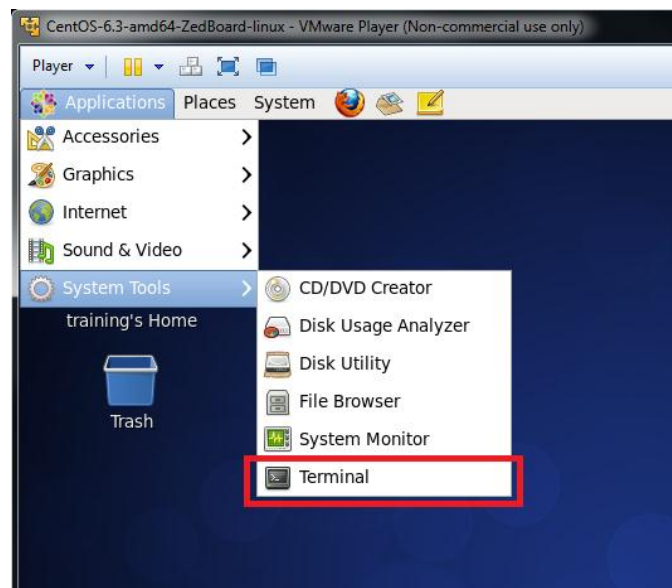 CentOS-6.3-amd64-ZedBoard-linux - VMware Player (Non-commercial use only)
Player
Applications Places System
Accessories
Graphics
Internet
Sound & Video
System Tools
CD/DVD Creator
training's Home
Disk Usage Analyzer
Disk Utility
File Browser
Trash
System Monitor
Terminal